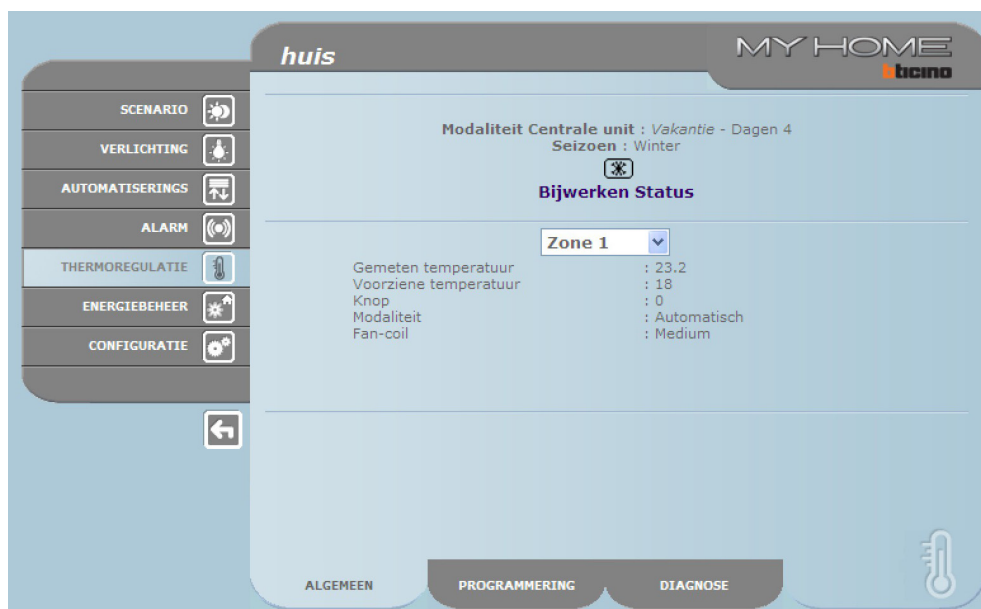 huis
MY HOME
bticino
SCENARIO
VERLICHTING
AUTOMATISERINGS
ALARM
THERMOREGULATIE
ENERGIEBEHEER
CONFIGURATIE
Modaliteit Centrale unit : Vakantie - Dagen 4
Seizoen : Winter
Bijwerken Status
Zone 1
Gemeten temperatuur : 23.2
Voorziene temperatuur : 18
Knop : 0
Modaliteit : Automatisch
Fan-coil : Medium
ALGEMEEN PROGRAMMERING DIAGNOSE